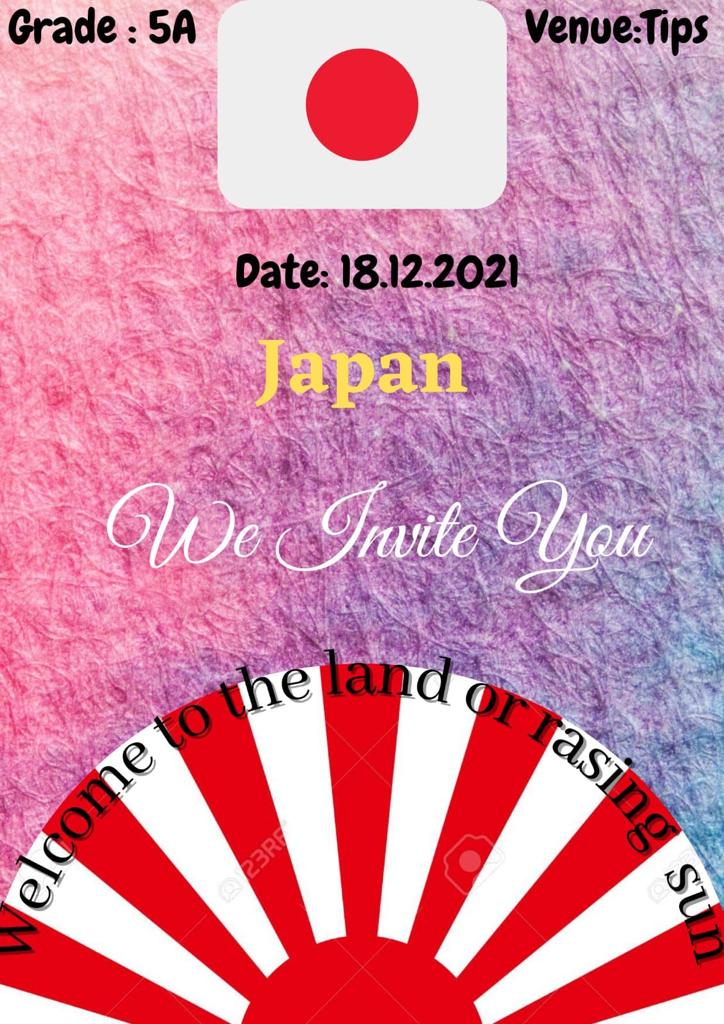 Grade : 5A
Venue:Tips
Date: 18.12.2021
Japan
We Invite You
Welcome to the land or rasing sun
123RF